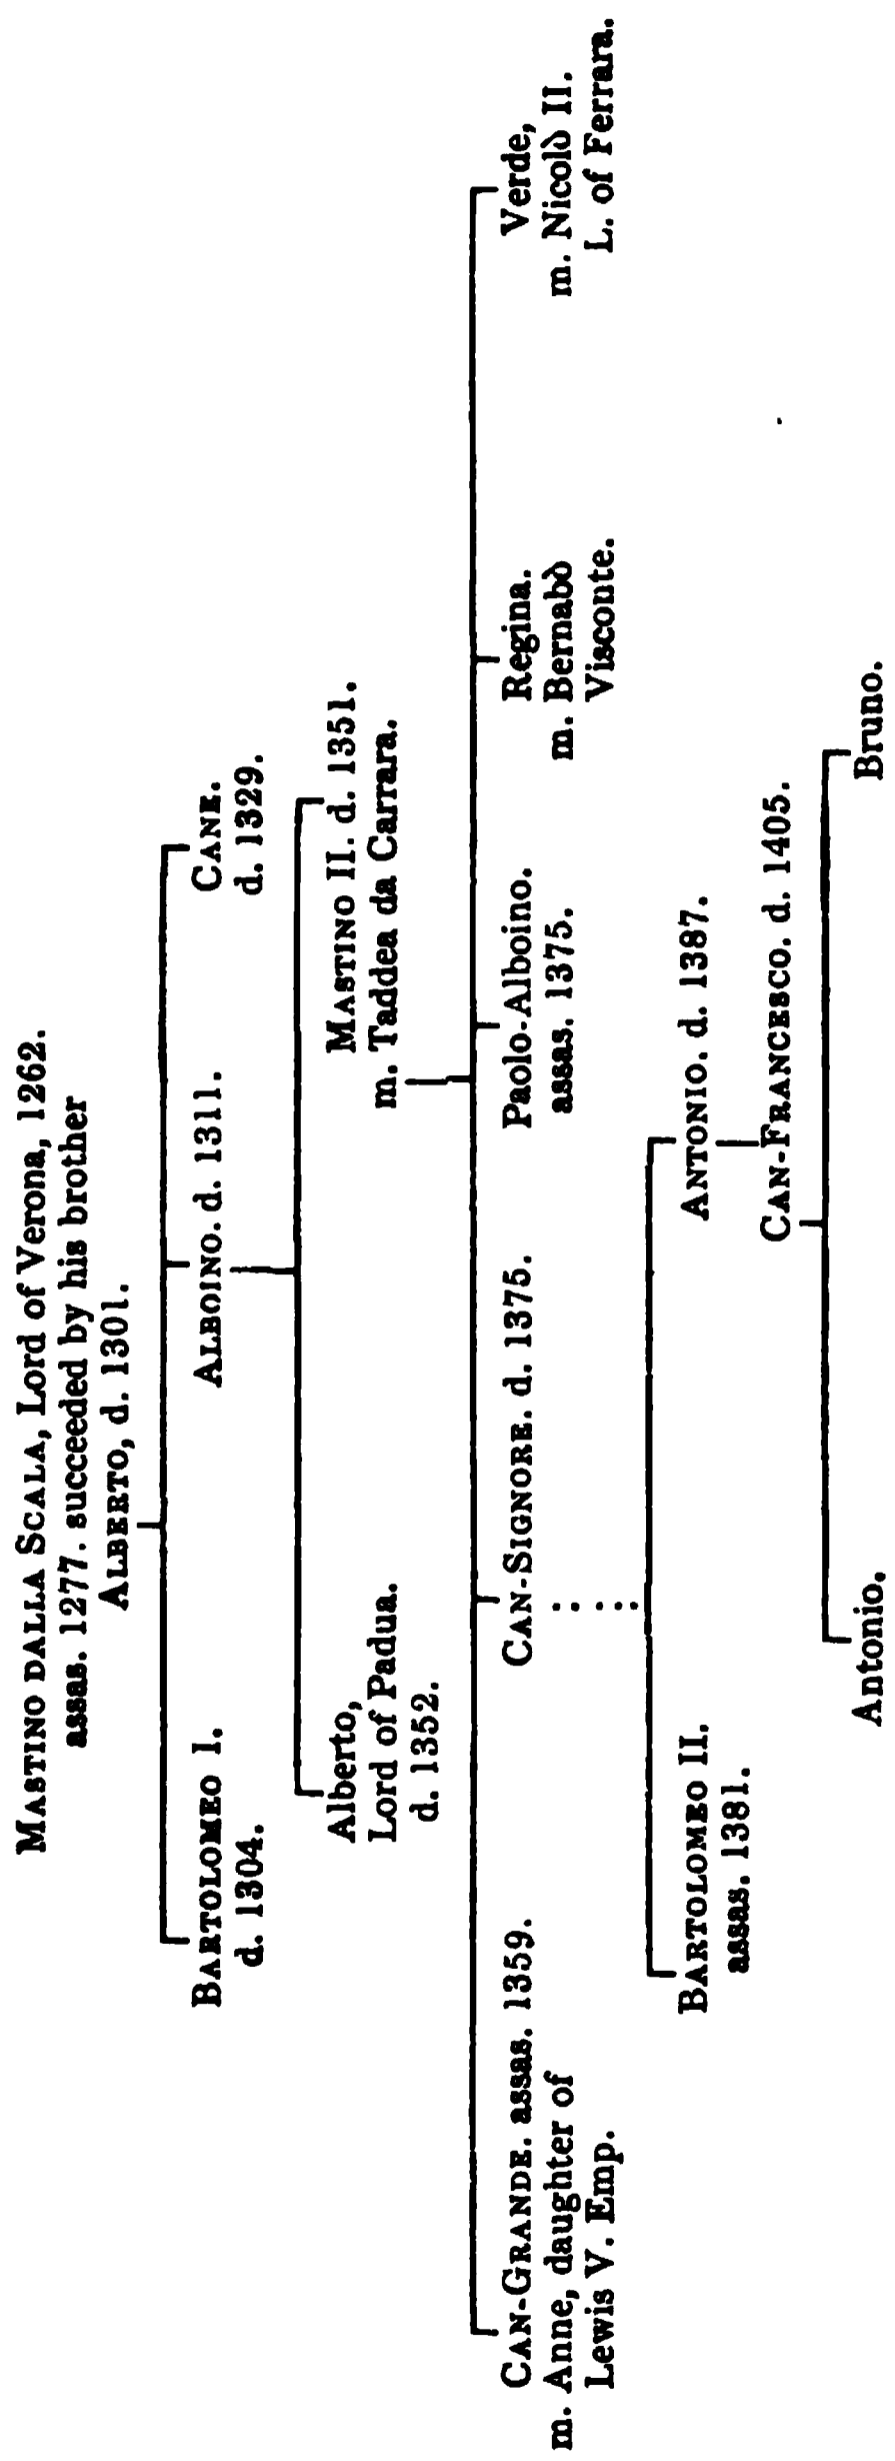 MASTINO DALLA SCALA, Lord of Verona, 1262.
assas. 1277. succeeded by his brother
ALBERTO, d. 1301.
BARTOLOMEO I.
d. 1304.
ALBOINO. d. 1311.
CANE.
d. 1329.
Alberto,
Lord of Padua.
d. 1352.
MASTINO II. d. 1351.
m. Taddea da Carrara.
CAN-GRANDE. assas. 1359.
m. Anne, daughter of
Lewis V. Emp.
CAN-SIGNORE. d. 1375.
Paolo-Alboino.
assas. 1375.
Regina.
m. Bernabò
Visconte.
Verde,
m. Nicolò II.
L. of Ferrara.
BARTOLOMEO II.
assas. 1381.
ANTONIO. d. 1387.
CAN-FRANCESCO. d. 1405.
Antonio.
Bruno.